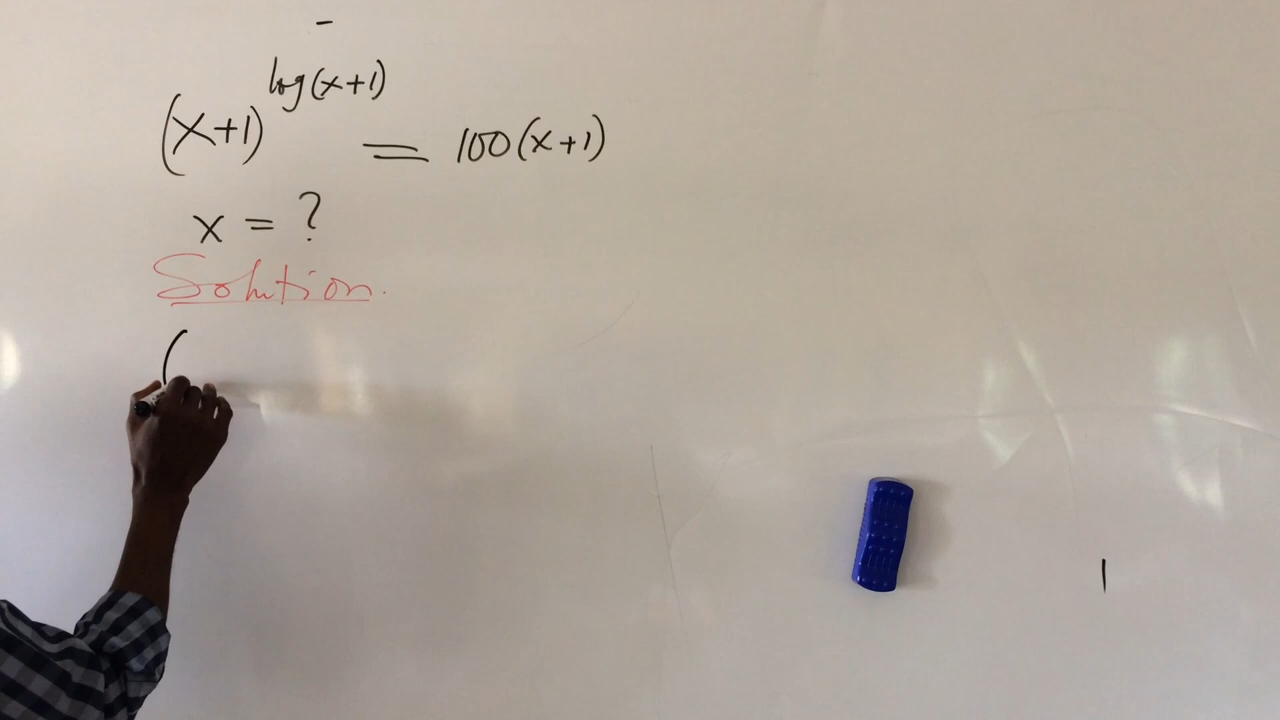 (x+1)^log(x+1) = 100(x+1)
x = ?
Solution.
(